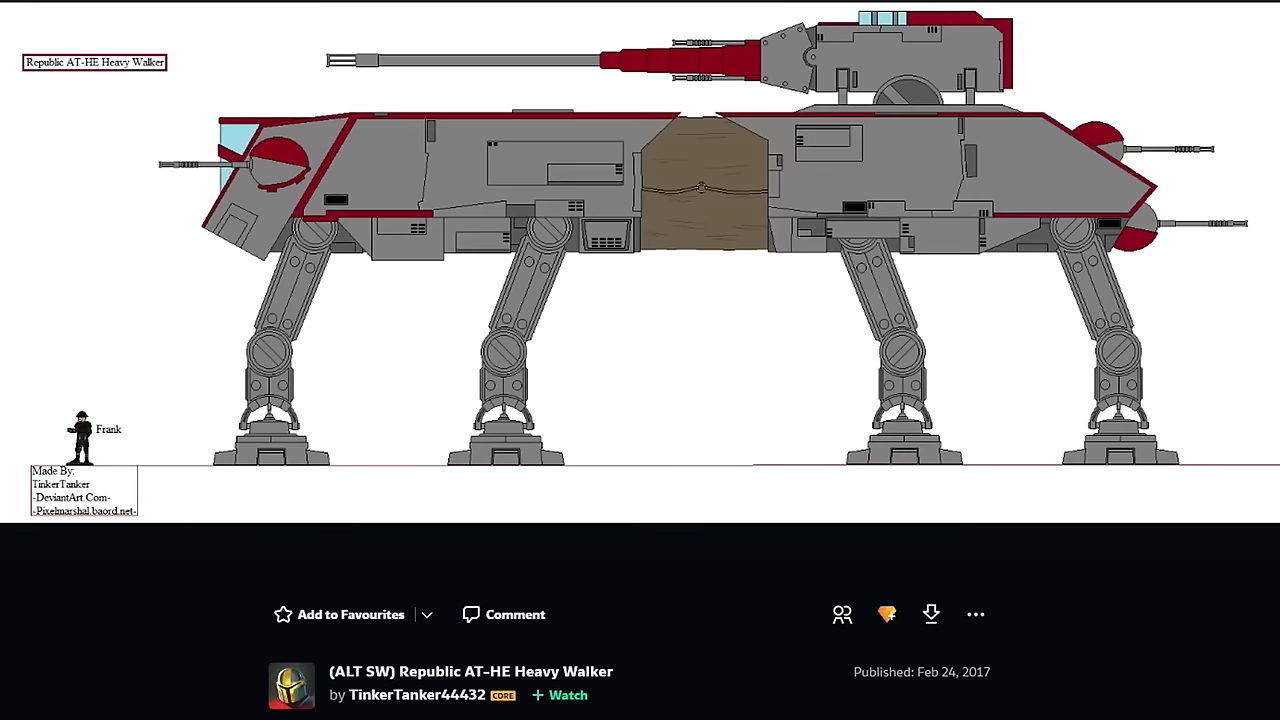 Republic AT-HE Heavy Walker
Frank
Made By:
TinkerTanker
-DeviantArt.Com-
-Pixelmarshal.baord.net-
Add to Favourites
Comment
(ALT SW) Republic AT-HE Heavy Walker
Published: Feb 24, 2017
by TinkerTanker44432 CORE + Watch